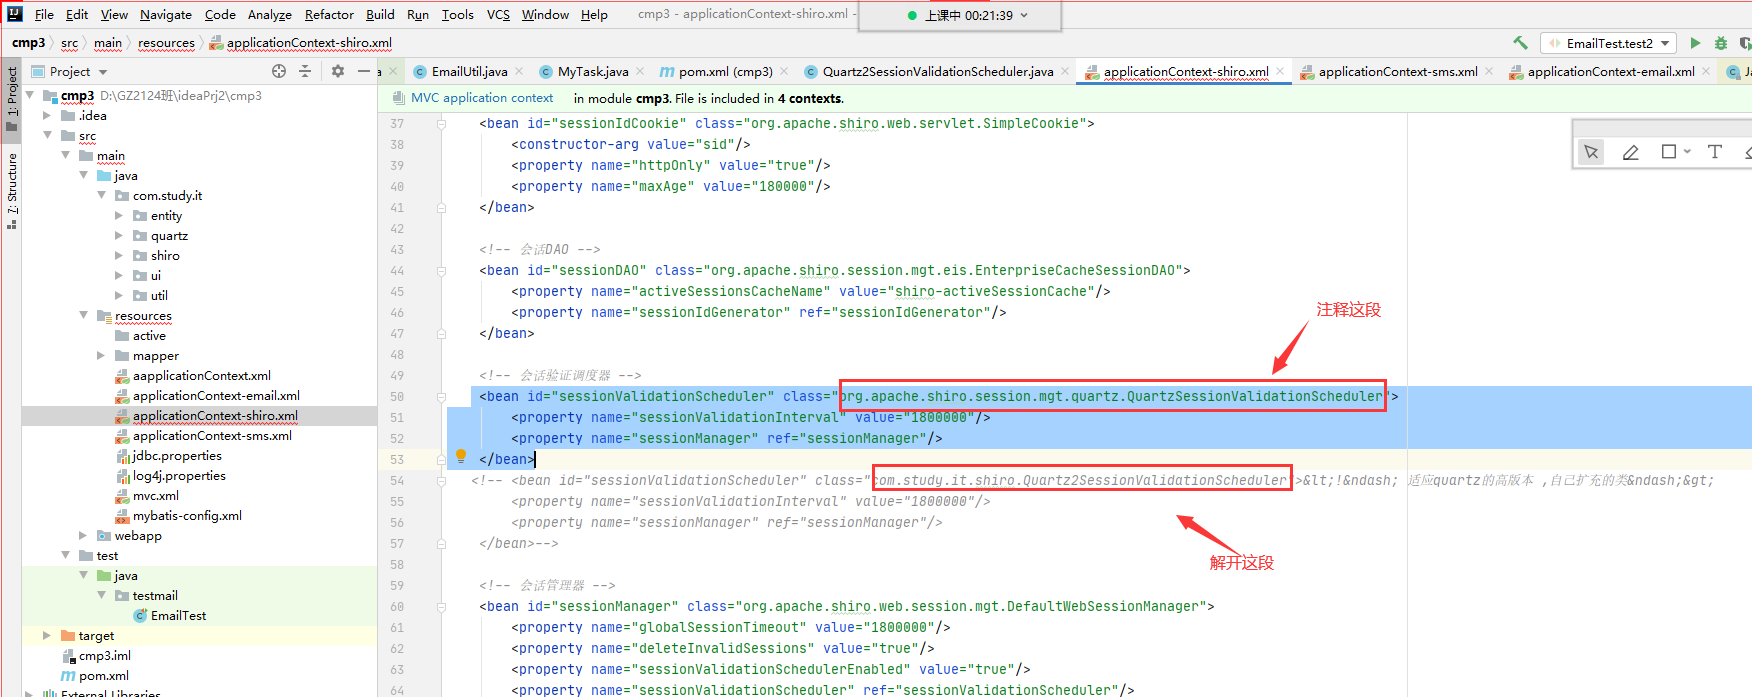 File Edit View Navigate Code Analyze Refactor Build Run Tools VCS Window Help cmp3 - applicationContext-shiro.xml -
上课中 00:21:39
cmp3 src main resources applicationContext-shiro.xml
EmailTest.test2
Project
a EmailUtil.java MyTask.java pom.xml (cmp3) Quartz2SessionValidationScheduler.java applicationContext-shiro.xml applicationContext-sms.xml applicationContext-email.xml Ja
1: Project
7: Structure
cmp3 D:\GZ2124班\ideaPrj2\cmp3
.idea
src
main
java
com.study.it
entity
quartz
shiro
ui
util
resources
active
mapper
aapplicationContext.xml
applicationContext-email.xml
applicationContext-shiro.xml
applicationContext-sms.xml
jdbc.properties
log4j.properties
mvc.xml
mybatis-config.xml
webapp
test
java
testmail
EmailTest
target
cmp3.iml
pom.xml
External Libraries
MVC application context in module cmp3. File is included in 4 contexts.
37 <bean id="sessionIdCookie" class="org.apache.shiro.web.servlet.SimpleCookie">
38 <constructor-arg value="sid"/>
39 <property name="httpOnly" value="true"/>
40 <property name="maxAge" value="180000"/>
41 </bean>
42
43 <!-- 会话DAO -->
44 <bean id="sessionDAO" class="org.apache.shiro.session.mgt.eis.EnterpriseCacheSessionDAO">
45 <property name="activeSessionsCacheName" value="shiro-activeSessionCache"/>
46 <property name="sessionIdGenerator" ref="sessionIdGenerator"/>
47 </bean>
48
49 <!-- 会话验证调度器 -->
50 <bean id="sessionValidationScheduler" class="org.apache.shiro.session.mgt.quartz.QuartzSessionValidationScheduler">
51 <property name="sessionValidationInterval" value="1800000"/>
52 <property name="sessionManager" ref="sessionManager"/>
53 </bean>
54 <!-- <bean id="sessionValidationScheduler" class="com.study.it.shiro.Quartz2SessionValidationScheduler">&lt;!&ndash; 适应quartz的高版本 ,自己扩充的类&ndash;&gt;
55 <property name="sessionValidationInterval" value="1800000"/>
56 <property name="sessionManager" ref="sessionManager"/>
57 </bean>-->
58
59 <!-- 会话管理器 -->
60 <bean id="sessionManager" class="org.apache.shiro.web.session.mgt.DefaultWebSessionManager">
61 <property name="globalSessionTimeout" value="1800000"/>
62 <property name="deleteInvalidSessions" value="true"/>
63 <property name="sessionValidationSchedulerEnabled" value="true"/>
64 <property name="sessionValidationScheduler" ref="sessionValidationScheduler"/>
注释这段
解开这段
T